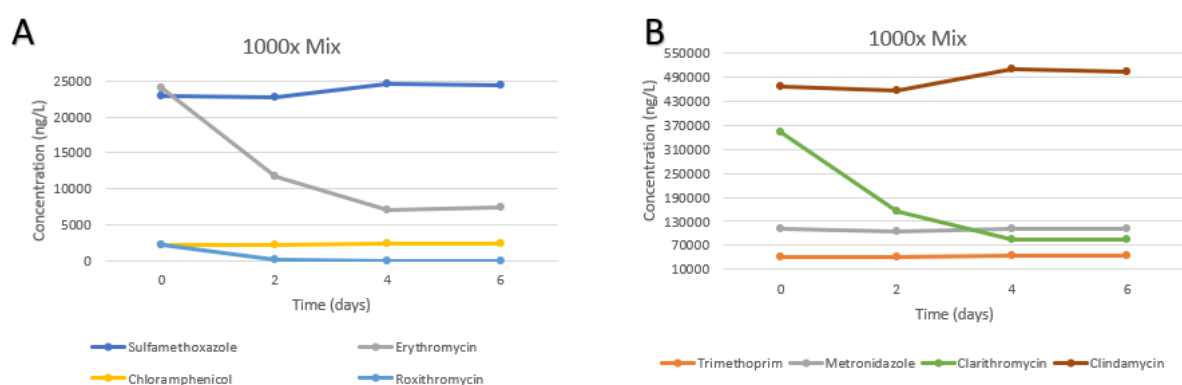 A
1000x Mix
Concentration (ng/L)
25000
20000
15000
10000
5000
0
0 2 4 6
Time (days)
Sulfamethoxazole Erythromycin
Chloramphenicol Roxithromycin
B
1000x Mix
Concentration (ng/L)
550000
490000
430000
370000
310000
250000
190000
130000
70000
10000
0 2 4 6
Time (days)
Trimethoprim Metronidazole Clarithromycin Clindamycin